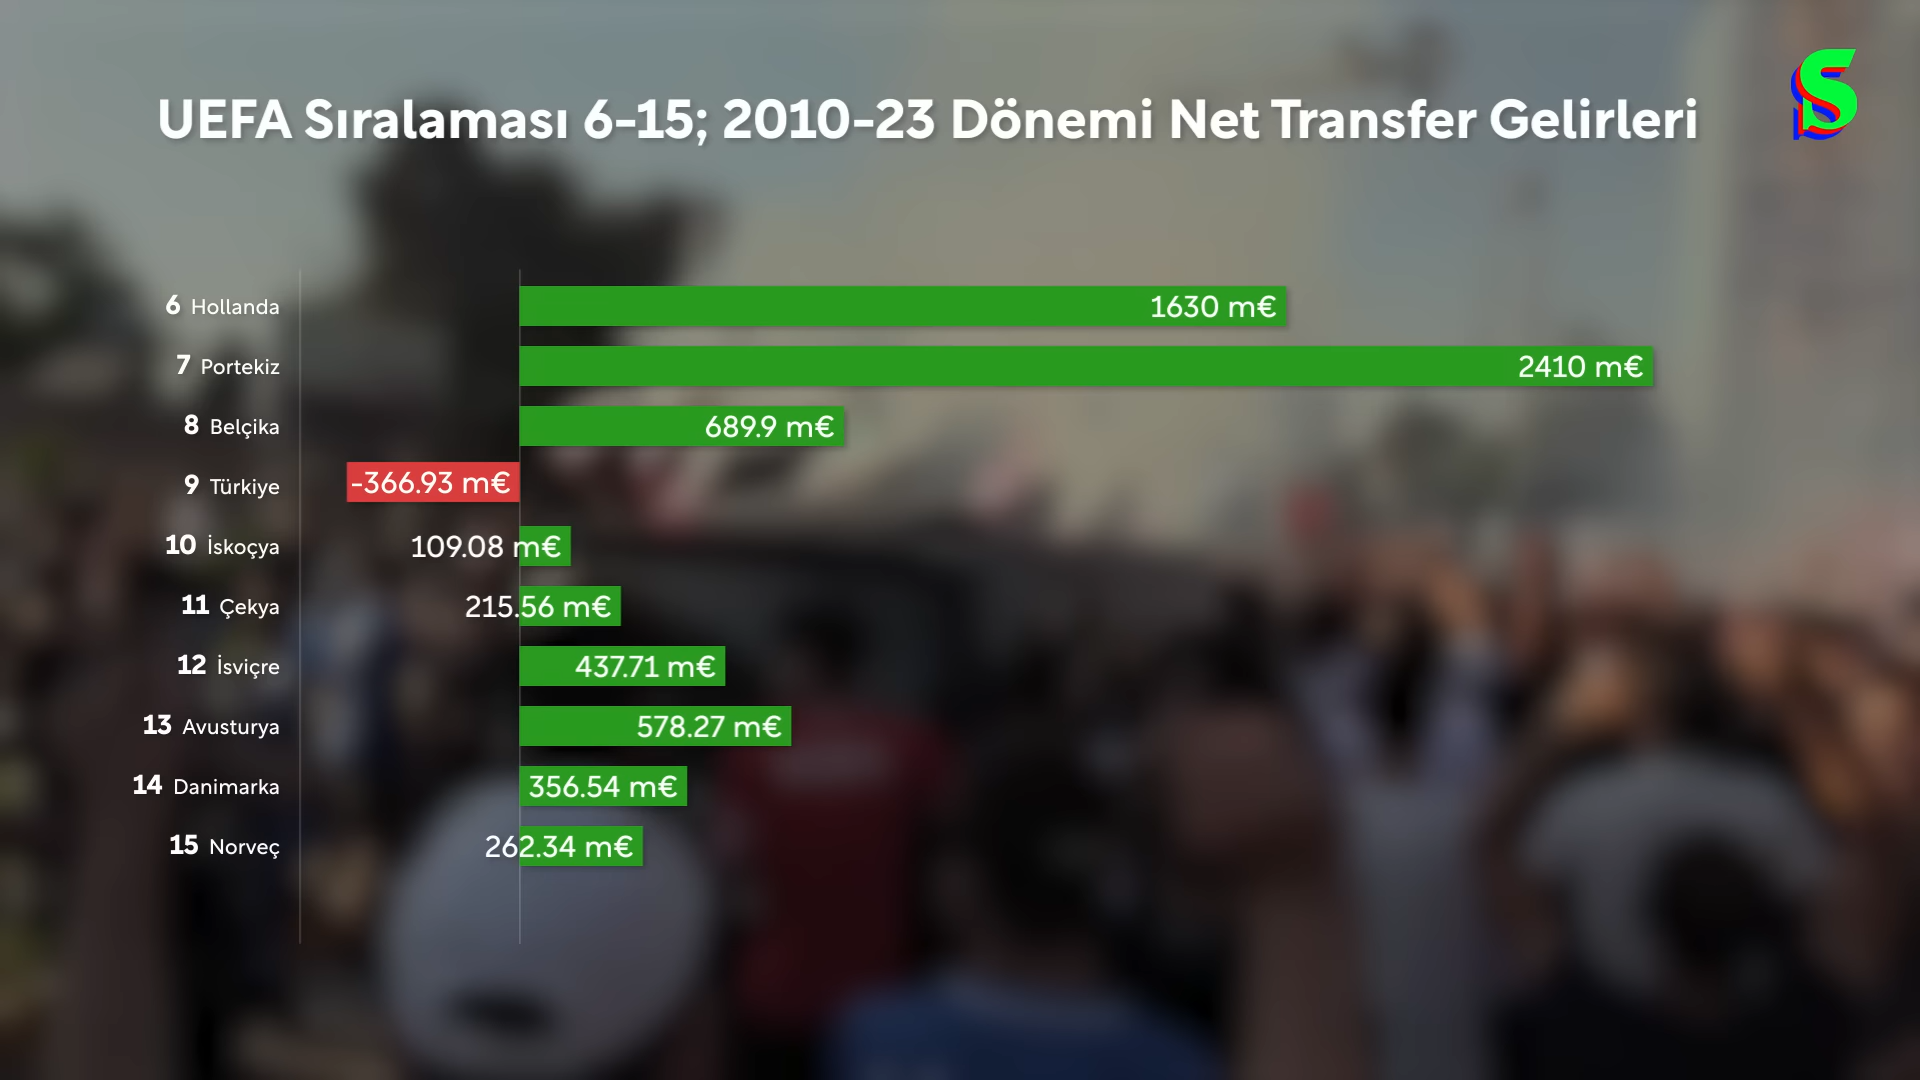 UEFA Sıralaması 6-15; 2010-23 Dönemi Net Transfer Gelirleri
S
6 Hollanda 1630 m€
7 Portekiz 2410 m€
8 Belçika 689.9 m€
9 Türkiye -366.93 m€
10 İskoçya 109.08 m€
11 Çekya 215.56 m€
12 İsviçre 437.71 m€
13 Avusturya 578.27 m€
14 Danimarka 356.54 m€
15 Norveç 262.34 m€